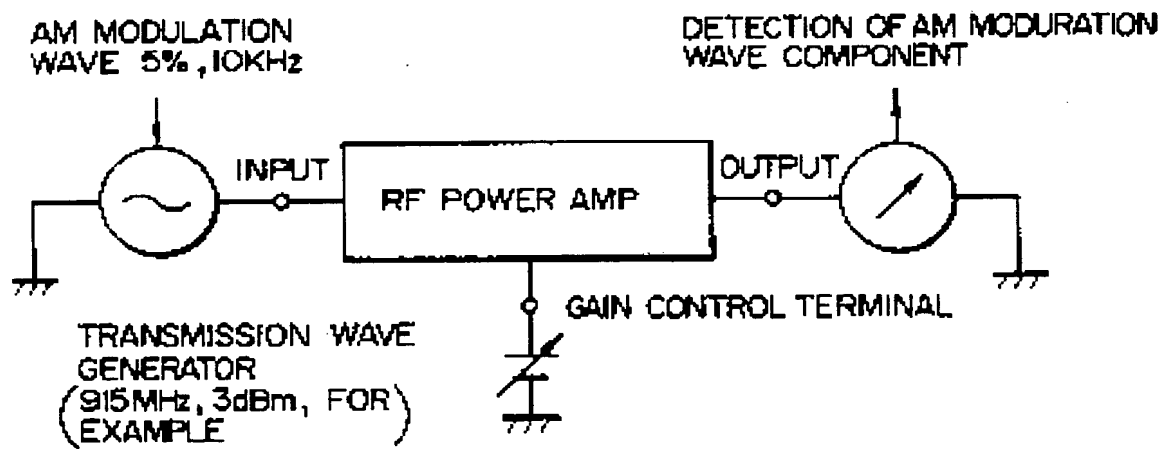 AM MODULATION
WAVE 5%, 10KHz
DETECTION OF AM MODURATION
WAVE COMPONENT
INPUT
RF POWER AMP
OUTPUT
GAIN CONTROL TERMINAL
TRANSMISSION WAVE
GENERATOR
(915MHz, 3dBm, FOR
EXAMPLE)